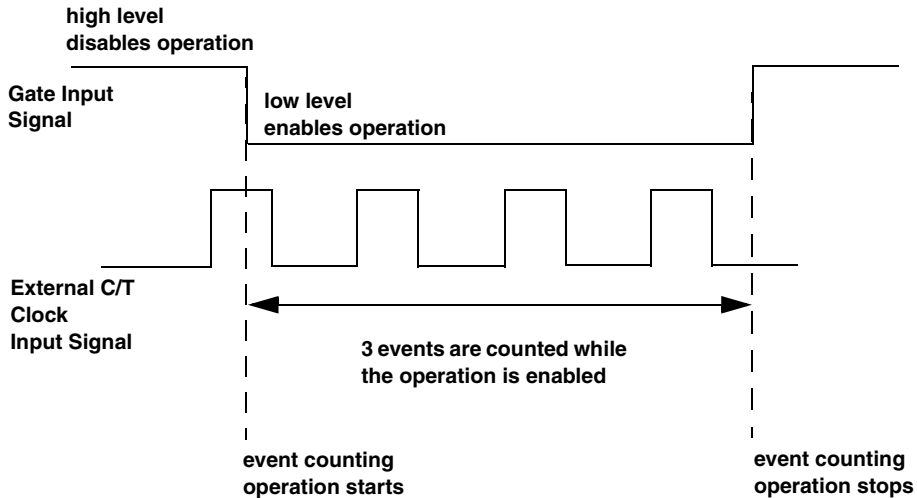 high level
disables operation
Gate Input
Signal
low level
enables operation
External C/T
Clock
Input Signal
3 events are counted while
the operation is enabled
event counting
operation starts
event counting
operation stops